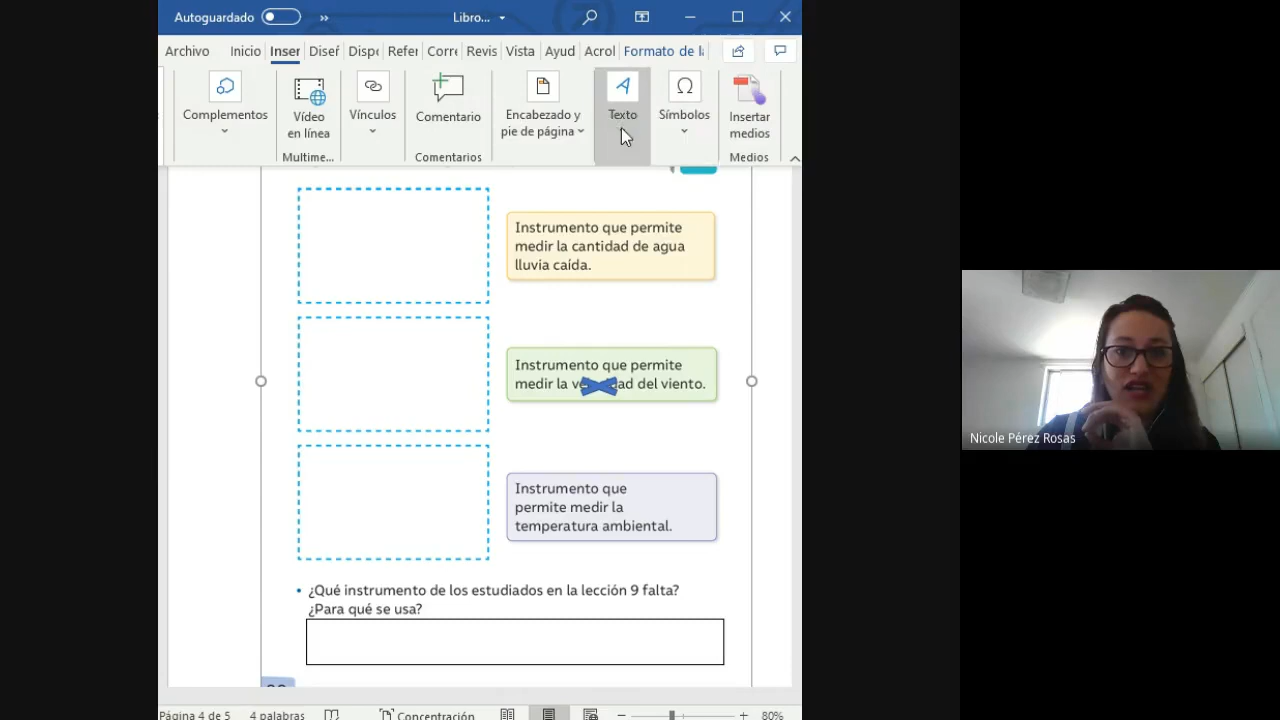 Autoguardado
»
Libro...
Archivo Inicio Inser Diseñ Dispo Refer Corre Revis Vista Ayud Acrol Formato de la
Complementos
Vídeo en línea
Vínculos
Comentario
Encabezado y pie de página
Texto
Símbolos
Insertar medios
Multime...
Comentarios
Medios
Instrumento que permite
medir la cantidad de agua
lluvia caída.
Instrumento que permite
medir la del viento.
Instrumento que
permite medir la
temperatura ambiental.
• ¿Qué instrumento de los estudiados en la lección 9 falta?
¿Para qué se usa?
Página 4 de 5 4 palabras Concentración 80%
Nicole Pérez Rosas